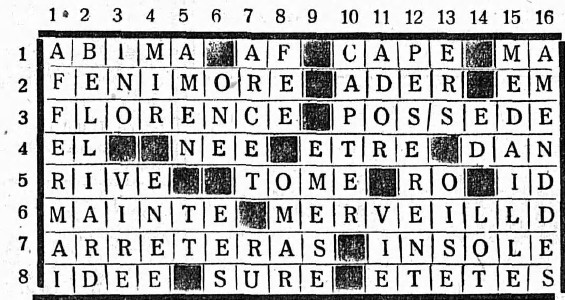 1 2 3 4 5 6 7 8 9 10 11 12 13 14 15 16
1 A B I M A ■ A F ■ C A P E ■ M A
2 F E N I M O R E ■ A D E R ■ E M
3 F L O R E N C E ■ P O S S E D E
4 E L ■ ■ N E E ■ E T R E ■ D A N
5 R I V E ■ ■ T O M E ■ R O ■ I D
6 M A I N T E ■ M E R V E I L L D
7 A R R E T E R A S ■ I N S O L E
8 I D E E ■ S U R E ■ E T E T E S